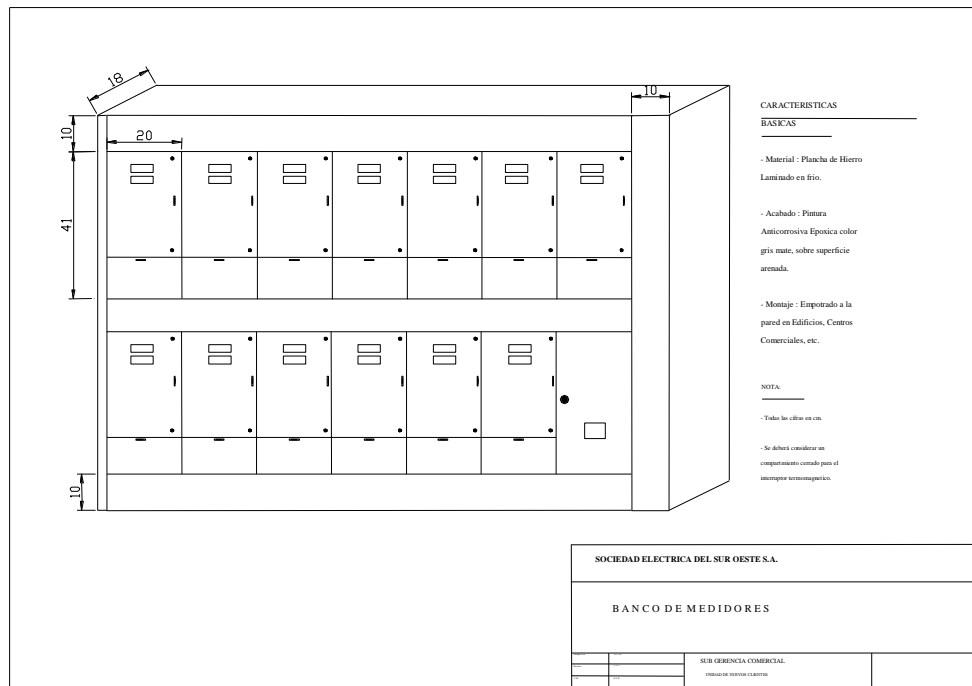 18
10
10
20
41
10
CARACTERISTICAS
BASICAS
- Material : Plancha de Hierro
Laminado en frio.
- Acabado : Pintura
Anticorrosiva Epoxica color
gris mate, sobre superficie
arenada.
- Montaje : Empotrado a la
pared en Edificios, Centros
Comerciales, etc.
NOTA:
- Todas las cifras en cm.
- Se deberá considerar un
compartimiento cerrado para el
interruptor termomagnetico.
SOCIEDAD ELECTRICA DEL SUR OESTE S.A.
BANCO DE MEDIDORES
SUB GERENCIA COMERCIAL
UNIDAD DE NUEVOS CLIENTES